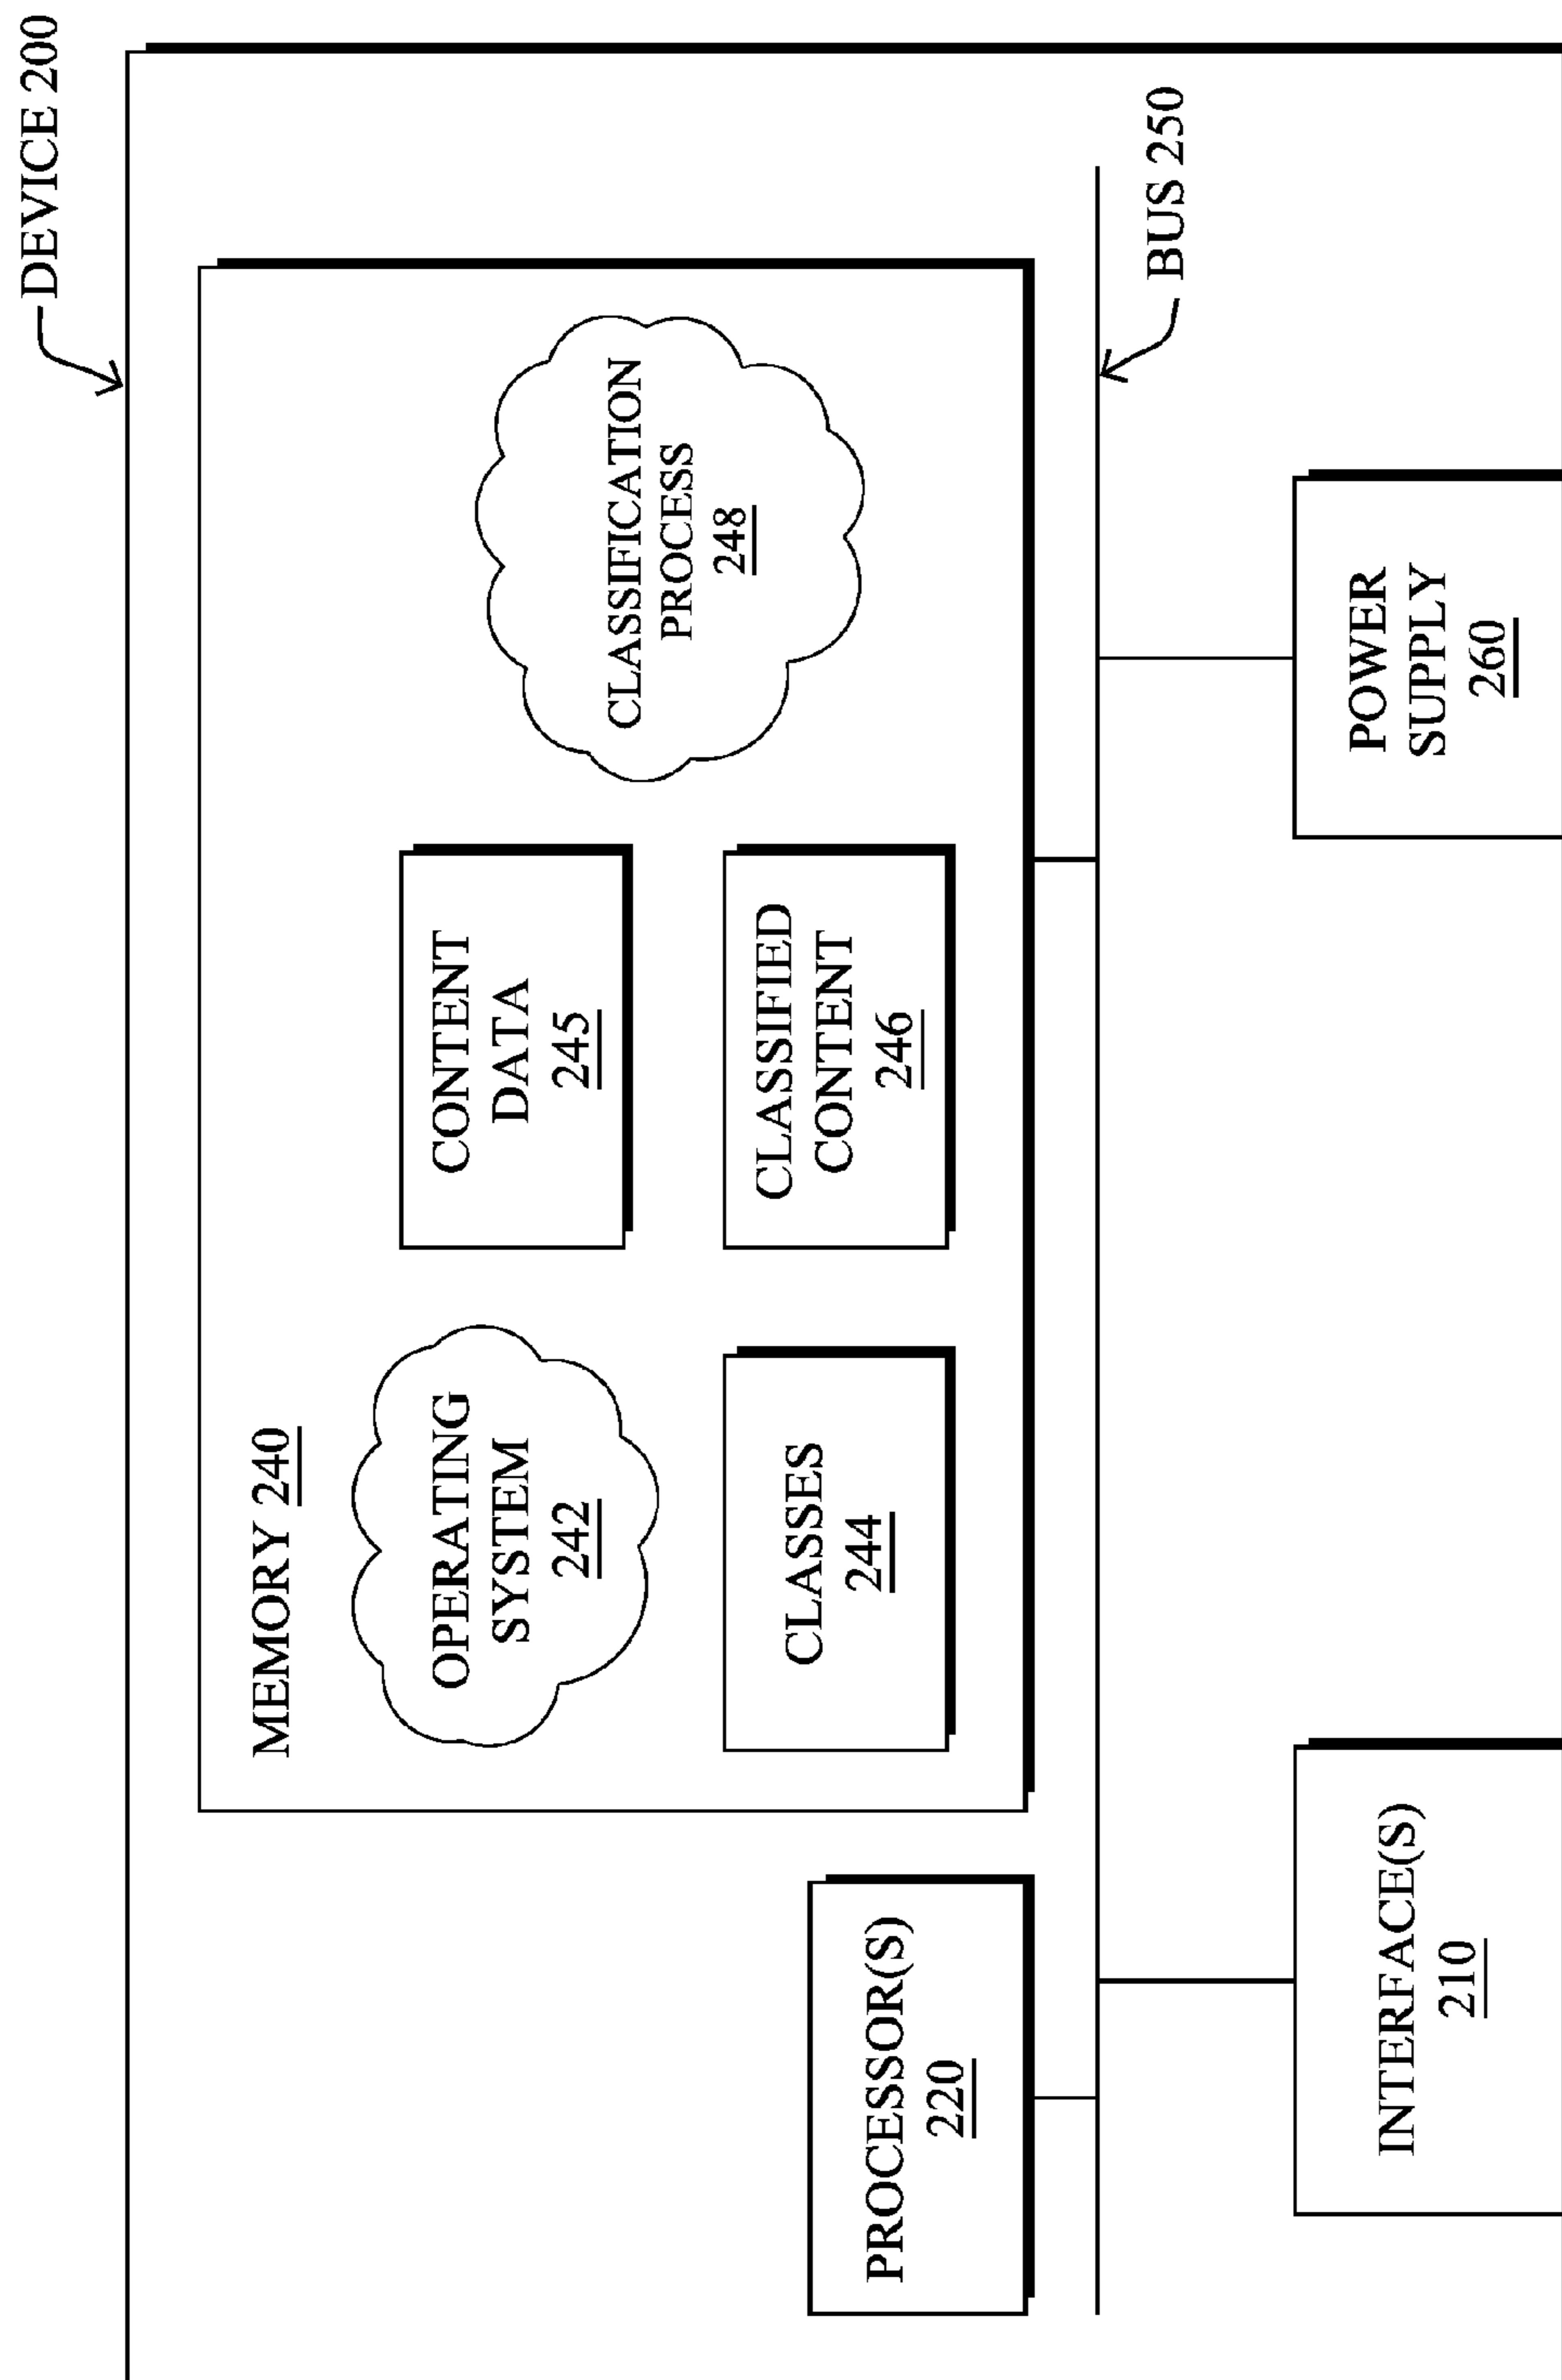 DEVICE 200
MEMORY 240
OPERATING
SYSTEM
242
CONTENT
DATA
245
CLASSIFICATION
PROCESS
248
CLASSES
244
CLASSIFIED
CONTENT
246
PROCESSOR(S)
220
BUS 250
INTERFACE(S)
210
POWER
SUPPLY
260